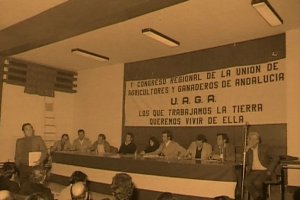 1º CONGRESO REGIONAL DE LA UNION DE
AGRICULTORES Y GANADEROS DE ANDALUCIA
U.A.G.A.
LOS QUE TRABAJAMOS LA TIERRA
QUEREMOS VIVIR DE ELLA